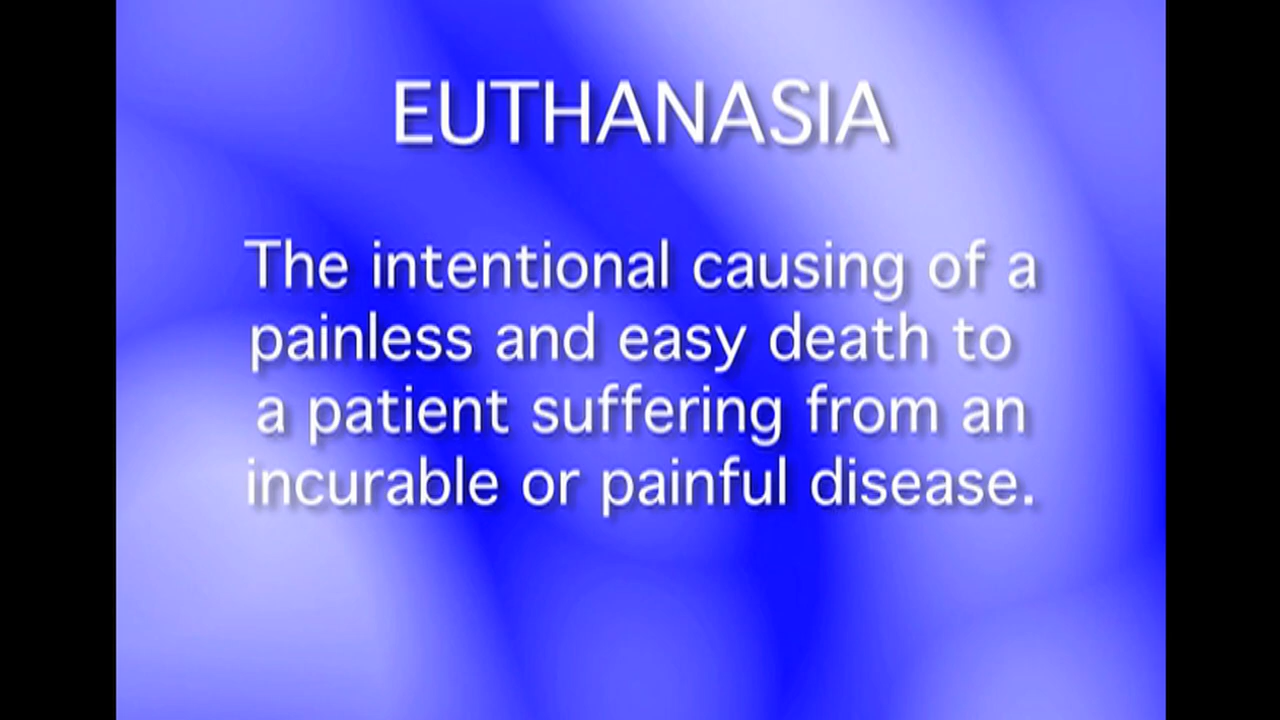 EUTHANASIA
The intentional causing of a
painless and easy death to
a patient suffering from an
incurable or painful disease.